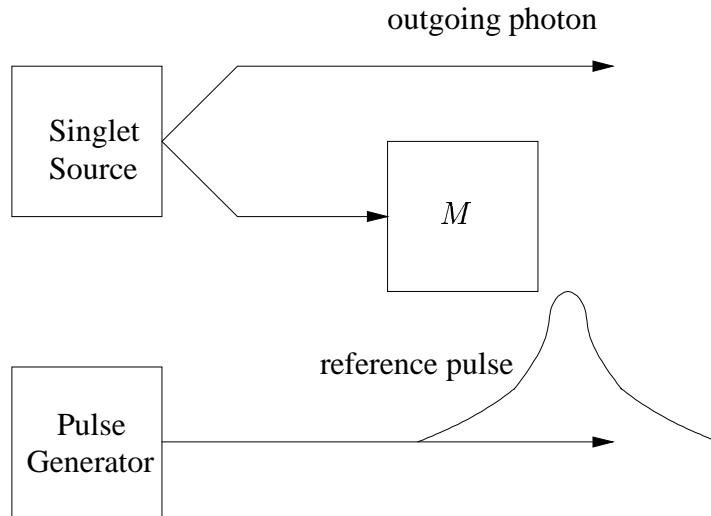 outgoing photon
Singlet
Source
M
reference pulse
Pulse
Generator